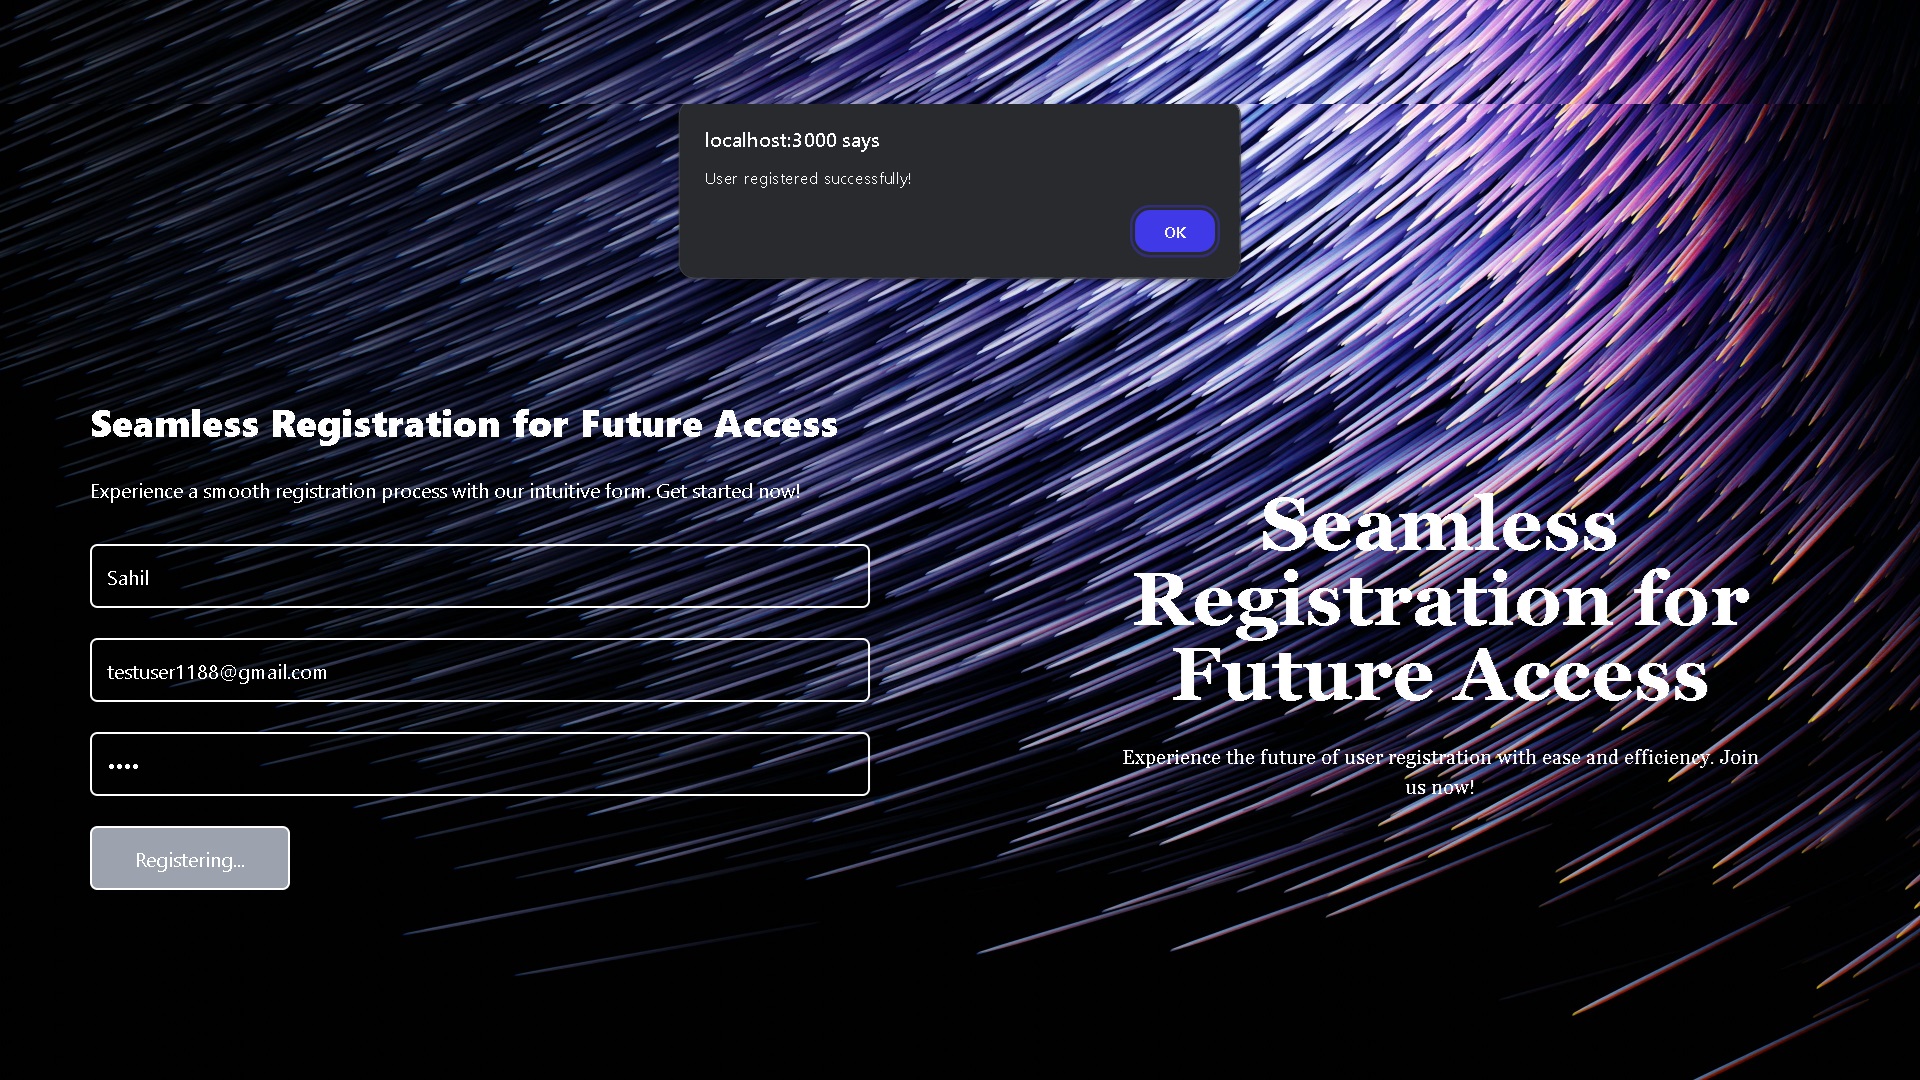 localhost:3000 says
User registered successfully!
OK
Seamless Registration for Future Access
Experience a smooth registration process with our intuitive form. Get started now!
Sahil
testuser1188@gmail.com
••••
Registering...
Seamless
Registration for
Future Access
Experience the future of user registration with ease and efficiency. Join
us now!